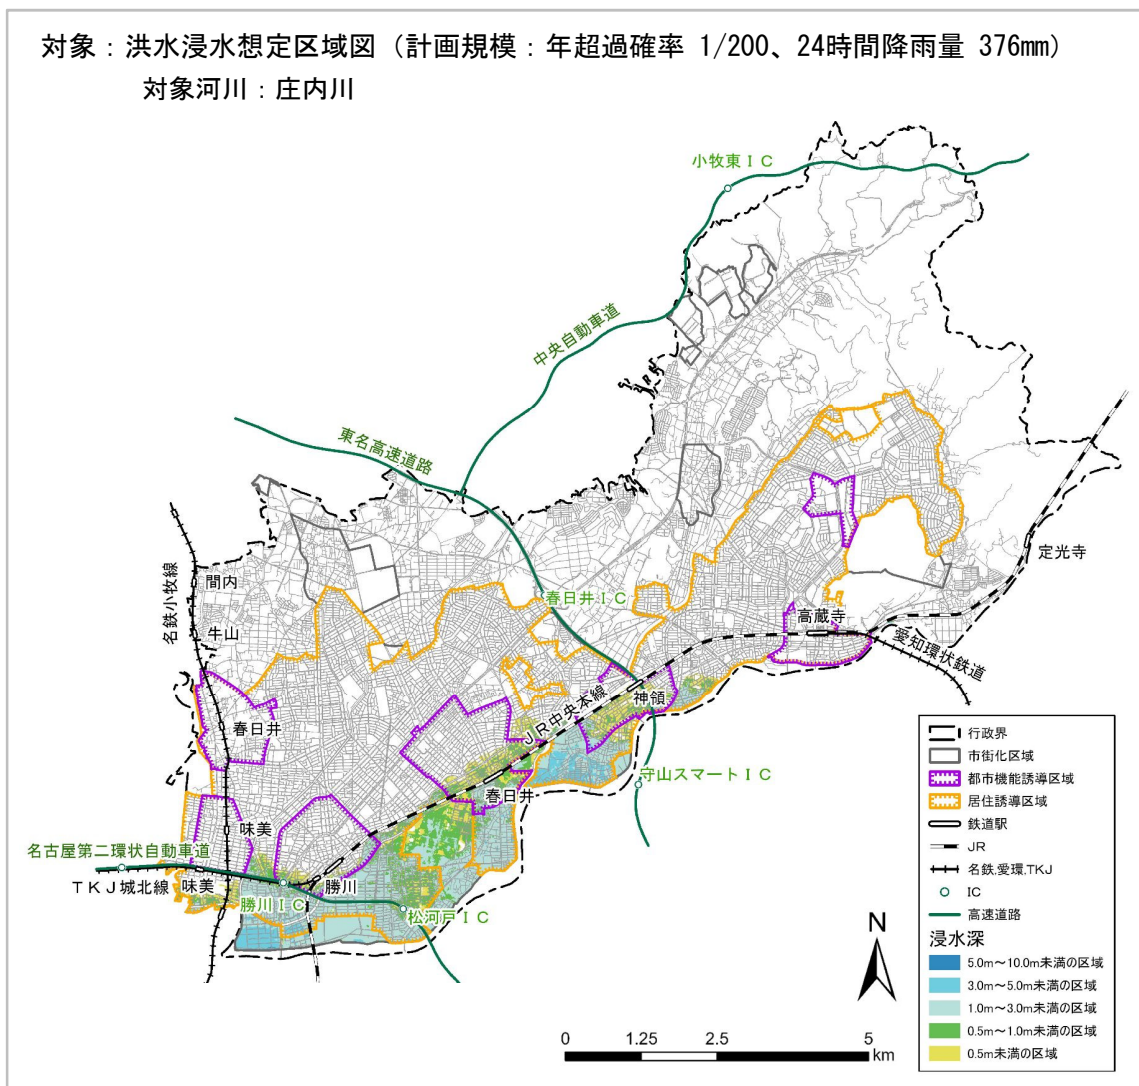 対象：洪水浸水想定区域図（計画規模：年超過確率 1/200、24時間降雨量 376mm）
対象河川：庄内川
小牧東ＩＣ
中央自動車道
東名高速道路
定光寺
名鉄小牧線
間内
春日井ＩＣ
牛山
高蔵寺
愛知環状鉄道
神領
ＪＲ中央本線
春日井
守山スマートＩＣ
春日井
味美
名古屋第二環状自動車道
ＴＫＪ城北線
味美
勝川
勝川ＩＣ
松河戸ＩＣ
行政界
市街化区域
都市機能誘導区域
居住誘導区域
鉄道駅
JR
名鉄,愛環,TKJ
IC
高速道路
浸水深
5.0m～10.0m未満の区域
3.0m～5.0m未満の区域
1.0m～3.0m未満の区域
0.5m～1.0m未満の区域
0.5m未満の区域
N
0 1.25 2.5 5
km